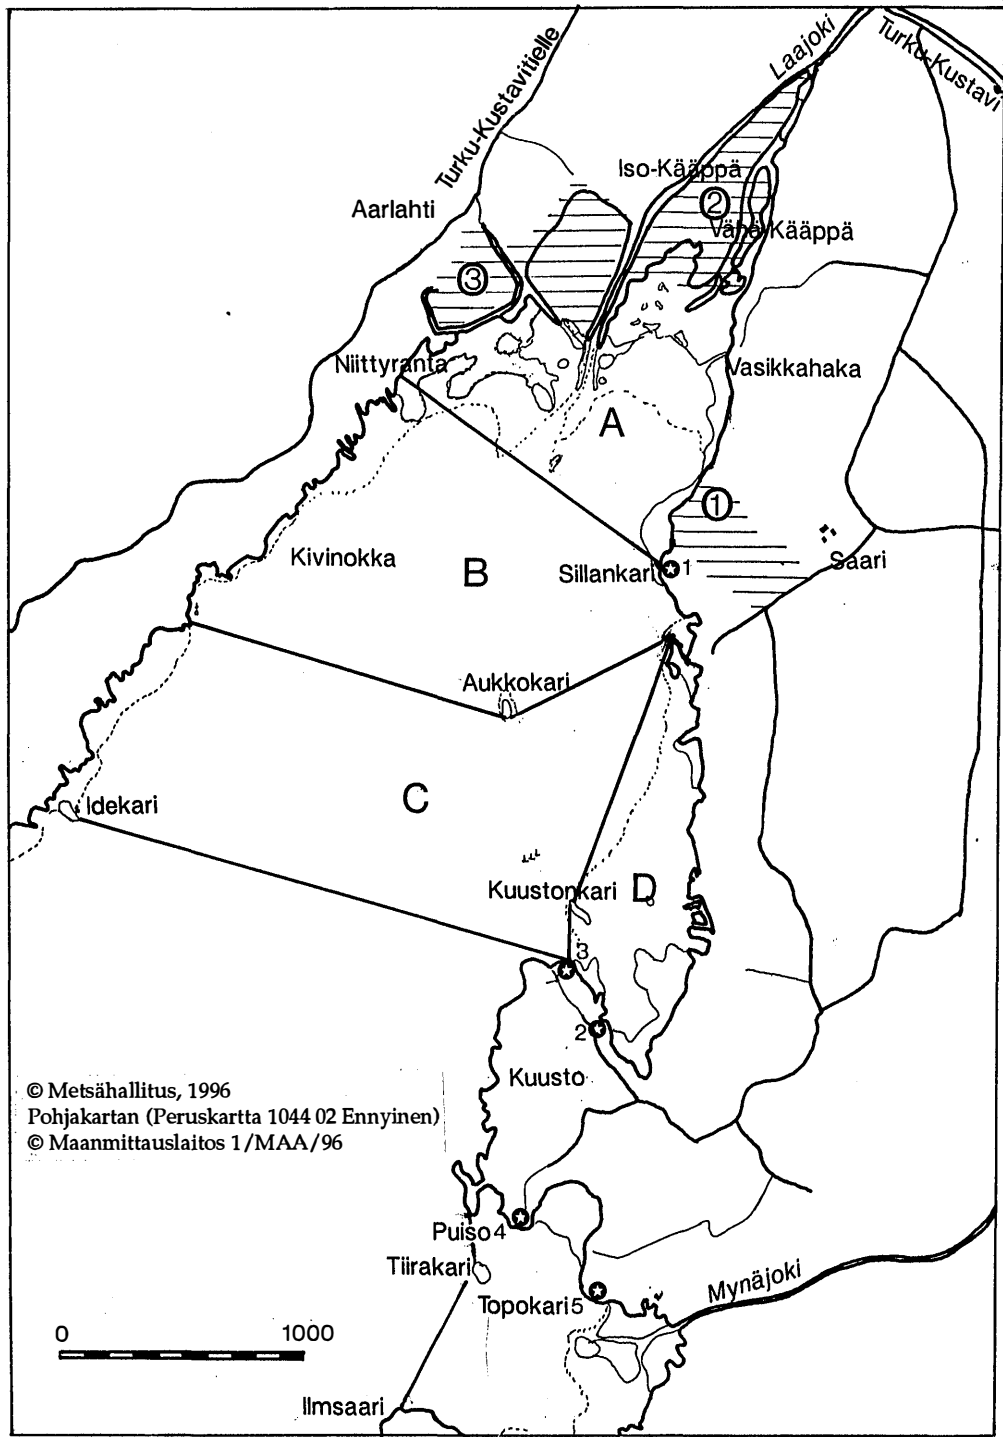 Laajoki
Turku-Kustavi
Turku-Kustavitielle
Iso-Kääppä
Aarlahti
2
Vähä-Kääppä
3
Niittyranta
Vasikkahaka
A
1
Kivinokka
B
Sillankari
1
Saari
Aukkokari
C
Idekari
Kuustonkari
D
3
2
Kuusto
© Metsähallitus, 1996
Pohjakartan (Peruskartta 1044 02 Ennyinen)
© Maanmittauslaitos 1/MAA/96
Puiso 4
Tiirakari
Topokari 5
Mynäjoki
0 1000
Ilmsaari